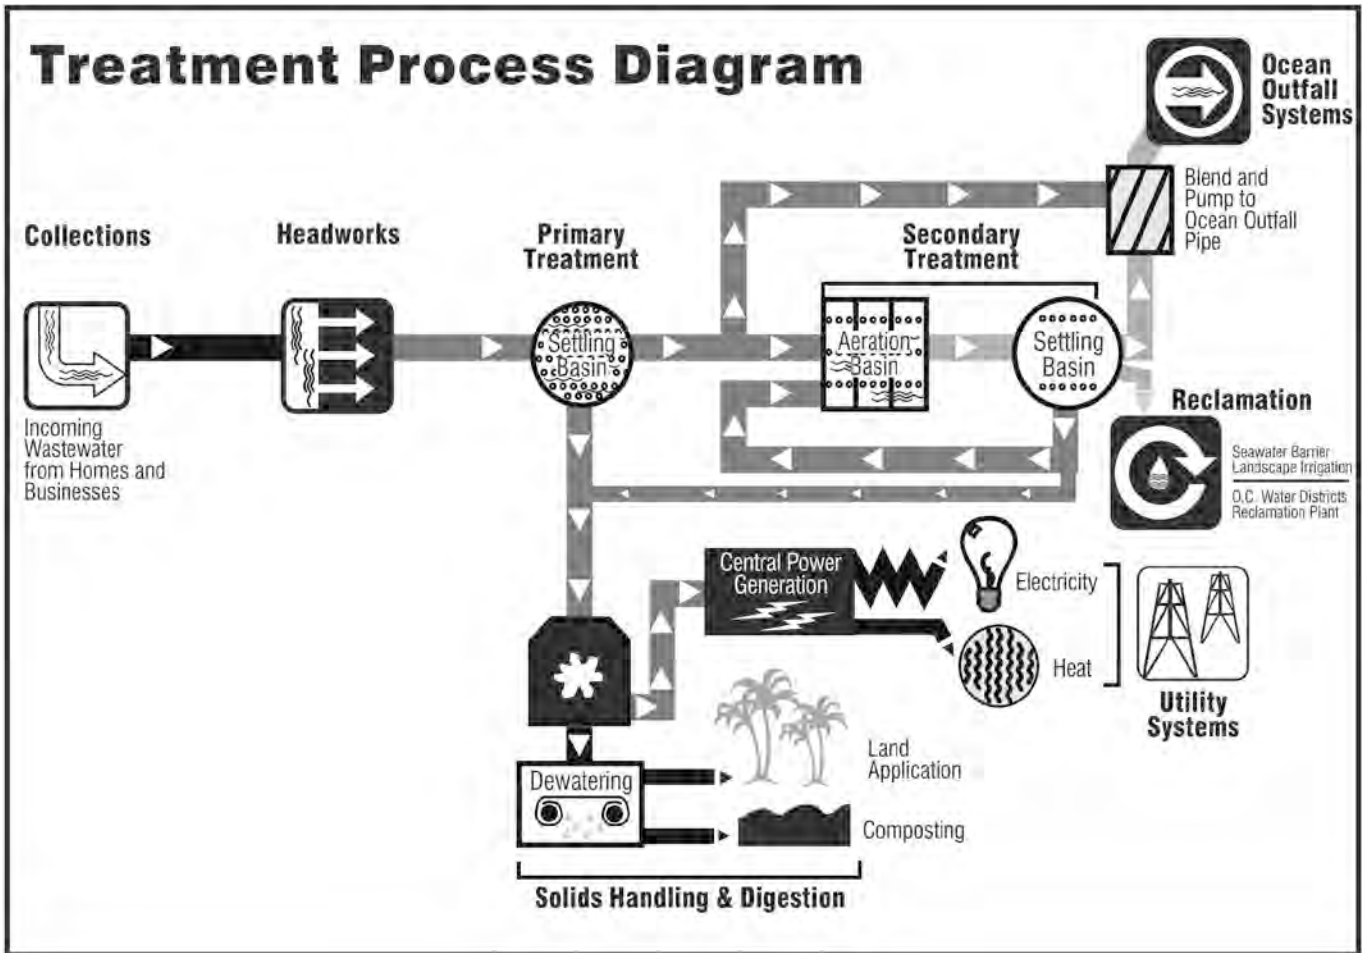 Treatment Process Diagram
Ocean
Outfall
Systems
Blend and
Pump to
Ocean Outfall
Pipe
Collections
Headworks
Primary
Treatment
Secondary
Treatment
Settling
Basin
Aeration
Basin
Settling
Basin
Incoming
Wastewater
from Homes and
Businesses
Reclamation
Seawater Barrier
Landscape Irrigation
O.C. Water Districts
Reclamation Plant
Central Power
Generation
Electricity
Heat
Utility
Systems
Land
Application
Dewatering
Composting
Solids Handling & Digestion